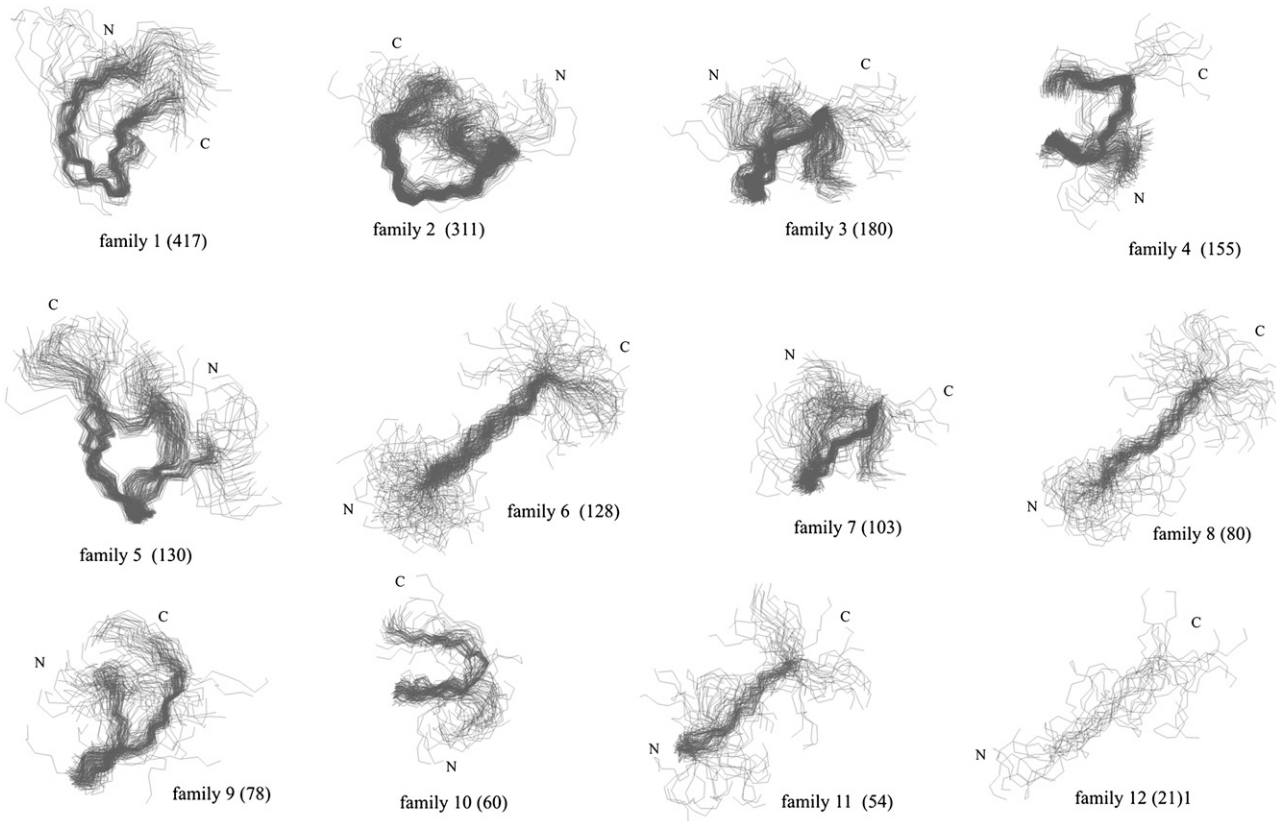 N
C
family 1 (417)
C
N
family 2 (311)
N
C
family 3 (180)
C
N
family 4 (155)
C
N
family 5 (130)
C
N
family 6 (128)
N
C
family 7 (103)
C
N
family 8 (80)
C
N
family 9 (78)
C
N
family 10 (60)
C
N
family 11 (54)
C
N
family 12 (21)1